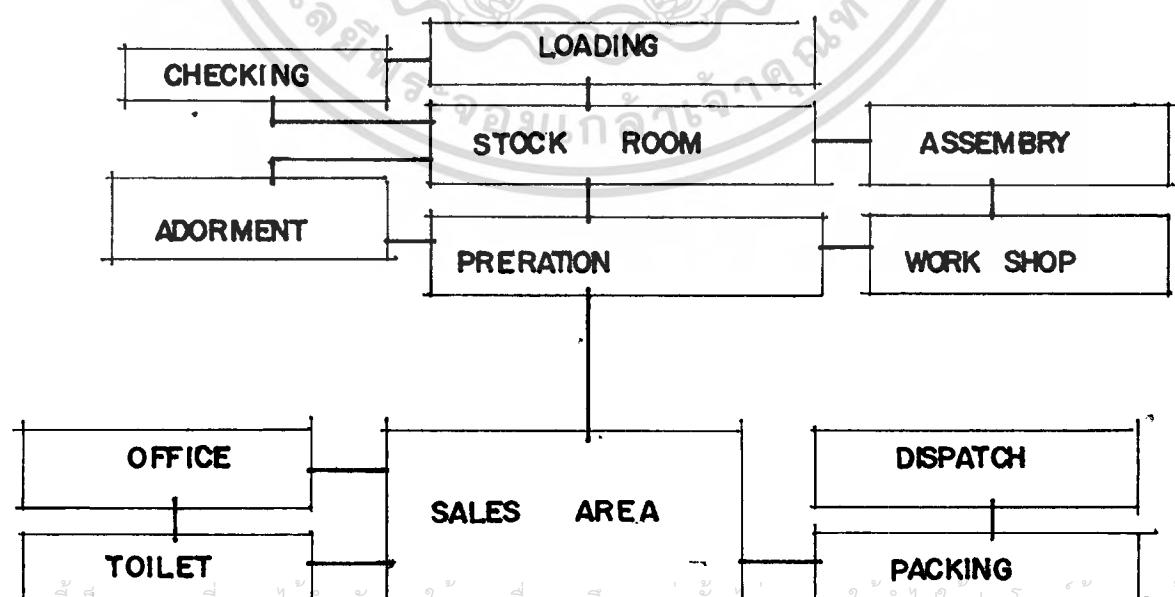 LOADING
CHECKING
STOCK ROOM
ASSEMBRY
ADORMENT
PRERATION
WORK SHOP
OFFICE
SALES AREA
DISPATCH
TOILET
PACKING